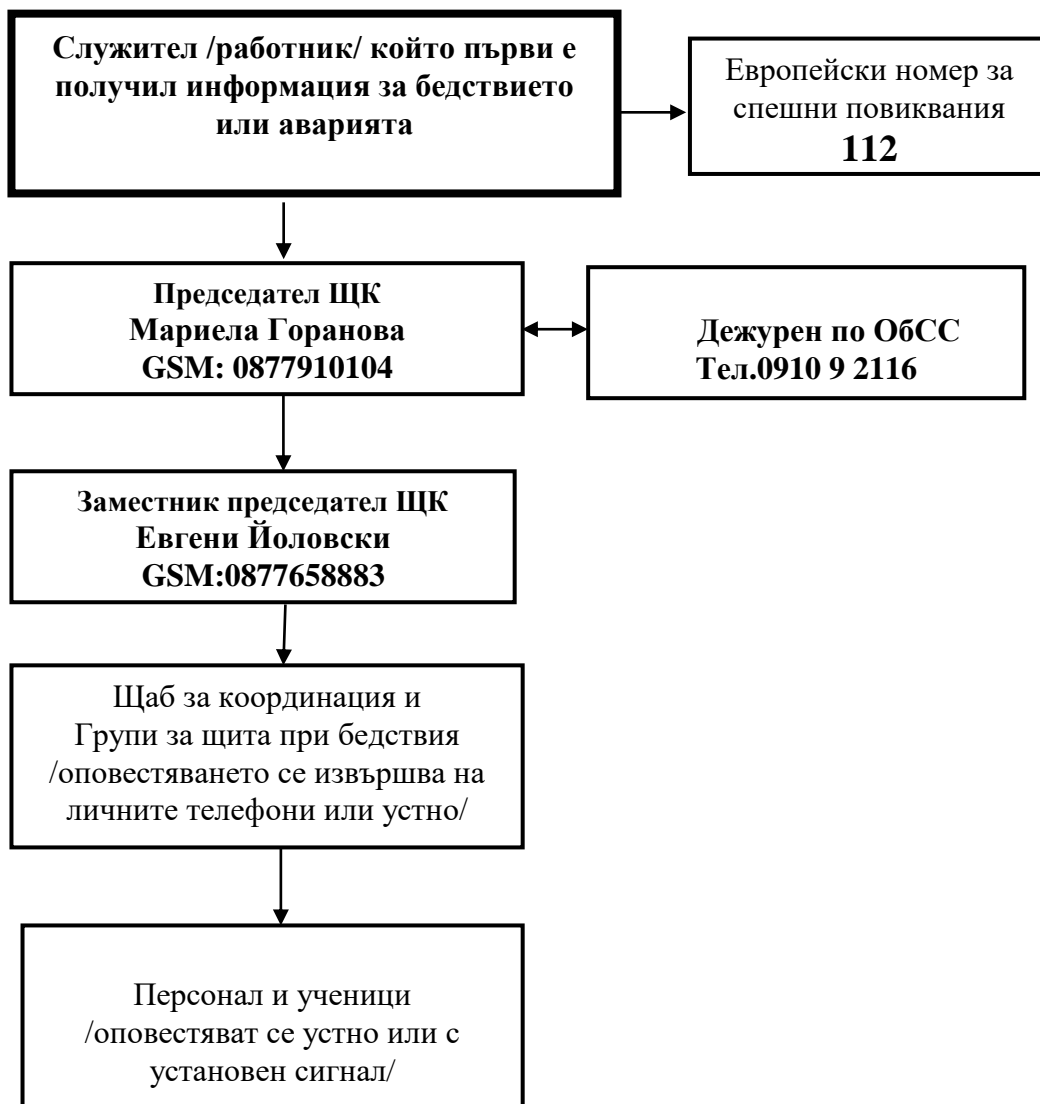 Служител /работник/ който първи е
получил информация за бедствието
или аварията
Европейски номер за
спешни повиквания
112
Председател ЩК
Мариела Горанова
GSM: 0877910104
Дежурен по ОбСС
Тел.0910 9 2116
Заместник председател ЩК
Евгени Йоловски
GSM:0877658883
Щаб за координация и
Групи за щита при бедствия
/оповестяването се извършва на
личните телефони или устно/
Персонал и ученици
/оповестяват се устно или с
установен сигнал/